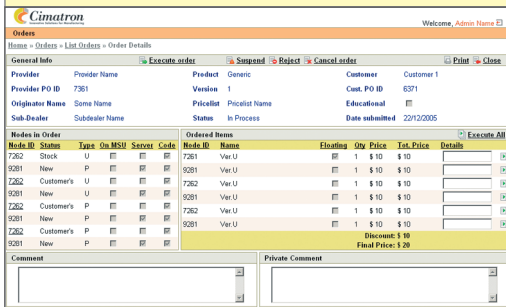 Cimatron
Welcome, Admin Name
Orders
Home » Orders » List Orders » Order Details
General Info Execute order Suspend Reject Cancel order Print Close
Provider Provider Name Product Generic Customer Customer 1
Provider PO ID 7361 Version 1 Cust. PO ID 6371
Originator Name Some Name Pricelist Pricelist Name Educational
Sub-Dealer Sub-dealer Name Status In Process Submitted 22/12/2005
Nodes in Order Ordered Items Execute All
Node ID Status Type On MSU Server Code Node ID Name Floating Qty Price Tot. Price Details
7262 Stock U 7261 Ver.U 1 $ 10 $ 10
9281 New U 9281 Ver.U 1 $ 10 $ 10
7262 Customer's U 7262 Ver.U 1 $ 10 $ 10
9281 New P 9281 Ver.U 1 $ 10 $ 10
7262 Customer's P 7262 Ver.U 1 $ 10 $ 10
9281 New P 9281 Ver.U 1 $ 10 $ 10
7262 Customer's P Discount: $ 10
9281 New P Final Price: $ 20
Comment Private Comment